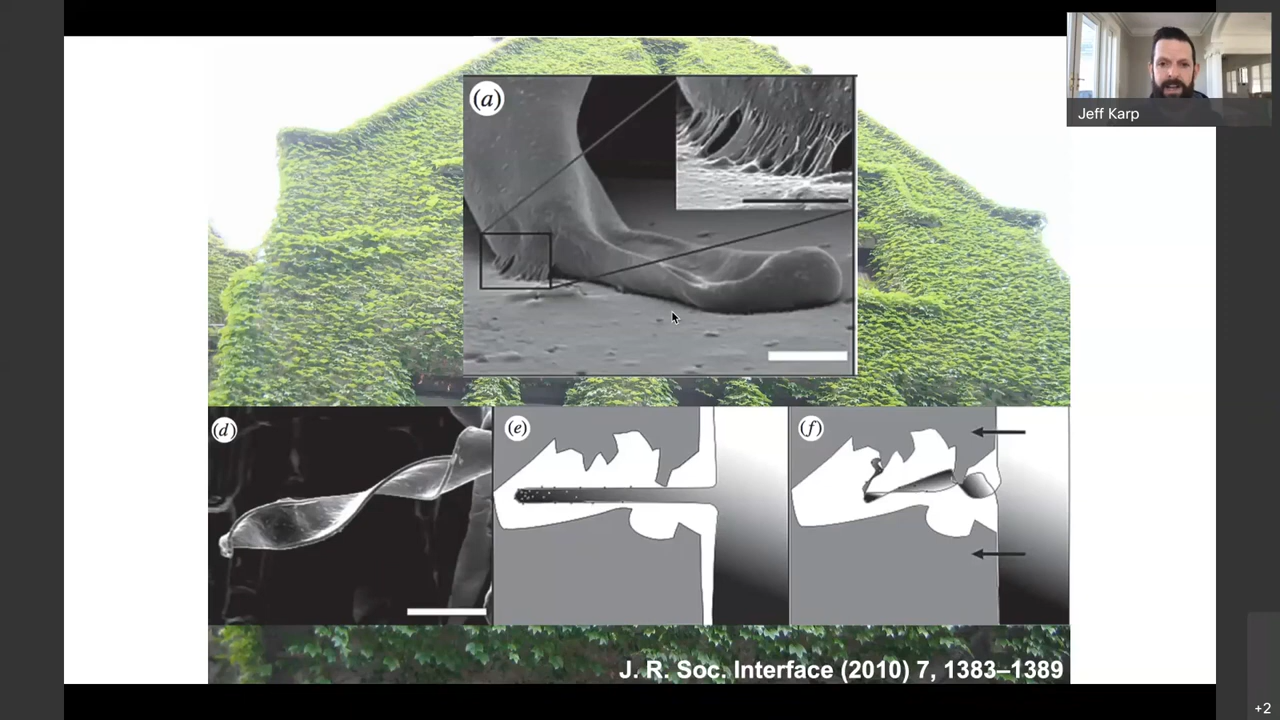 (a)
Jeff Karp
(d)
(e)
(f)
J. R. Soc. Interface (2010) 7, 1383–1389
+2